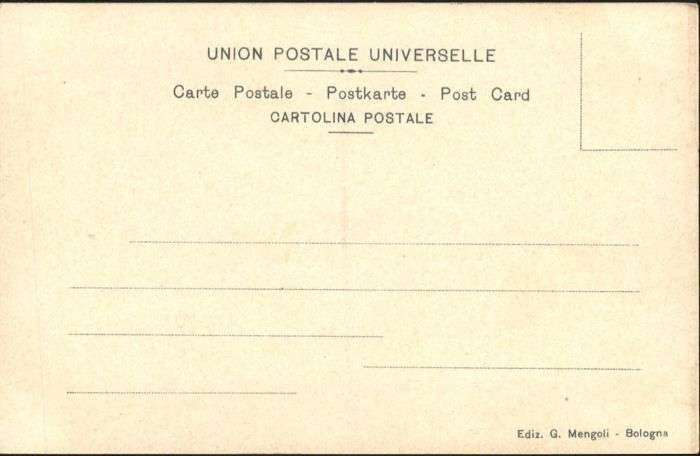 UNION POSTALE UNIVERSELLE
Carte Postale - Postkarte - Post Card
CARTOLINA POSTALE
Ediz. G. Mengoli - Bologna